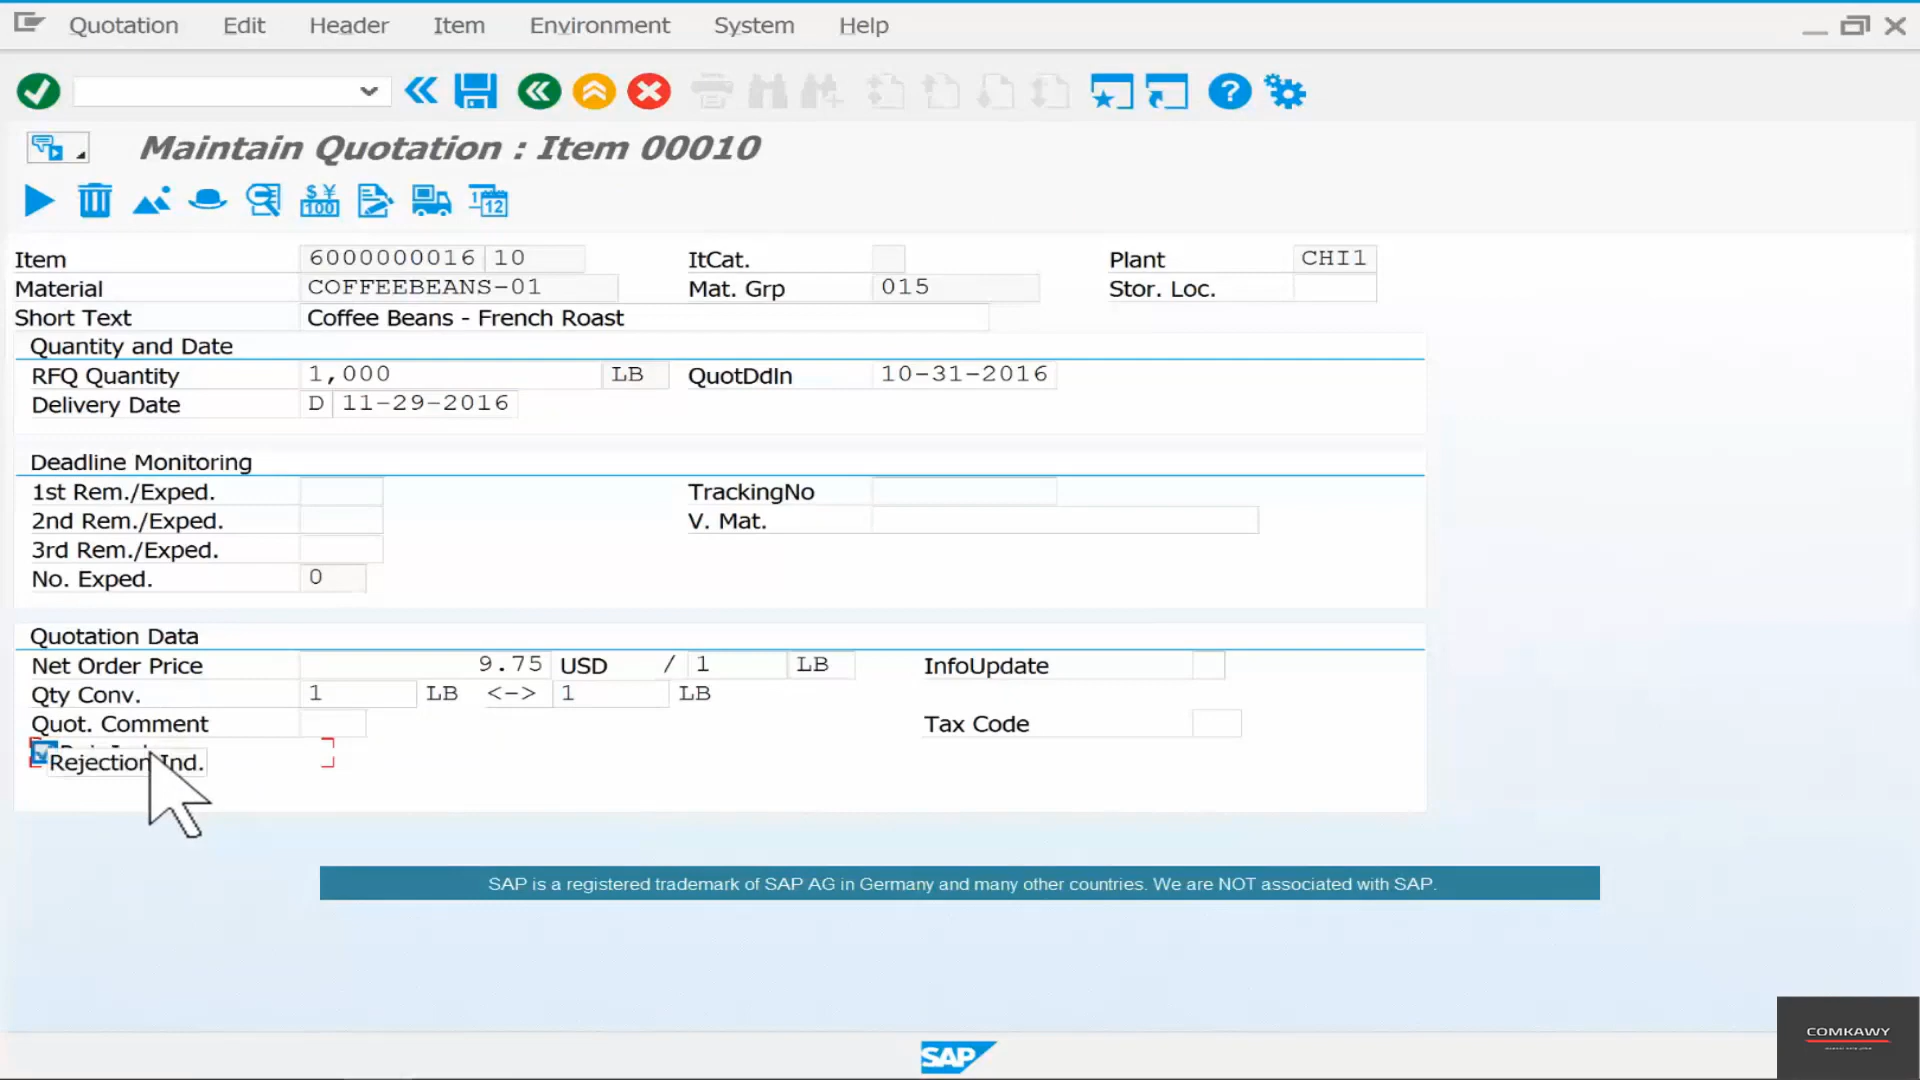 Quotation Edit Header Item Environment System Help
Maintain Quotation : Item 00010
$ ¥
100
1 12
Item 6000000016 10 ItCat. Plant CHI1
Material COFFEEBEANS-01 Mat. Grp 015 Stor. Loc.
Short Text Coffee Beans - French Roast
Quantity and Date
RFQ Quantity 1,000 LB QuotDdln 10-31-2016
Delivery Date D 11-29-2016
Deadline Monitoring
1st Rem./Exped. TrackingNo
2nd Rem./Exped. V. Mat.
3rd Rem./Exped.
No. Exped. 0
Quotation Data
Net Order Price 9.75 USD / 1 LB InfoUpdate
Qty Conv. 1 LB <-> 1 LB
Quot. Comment Tax Code
Rejection Ind.
SAP is a registered trademark of SAP AG in Germany and many other countries. We are NOT associated with SAP.
COMKAWY
SAP